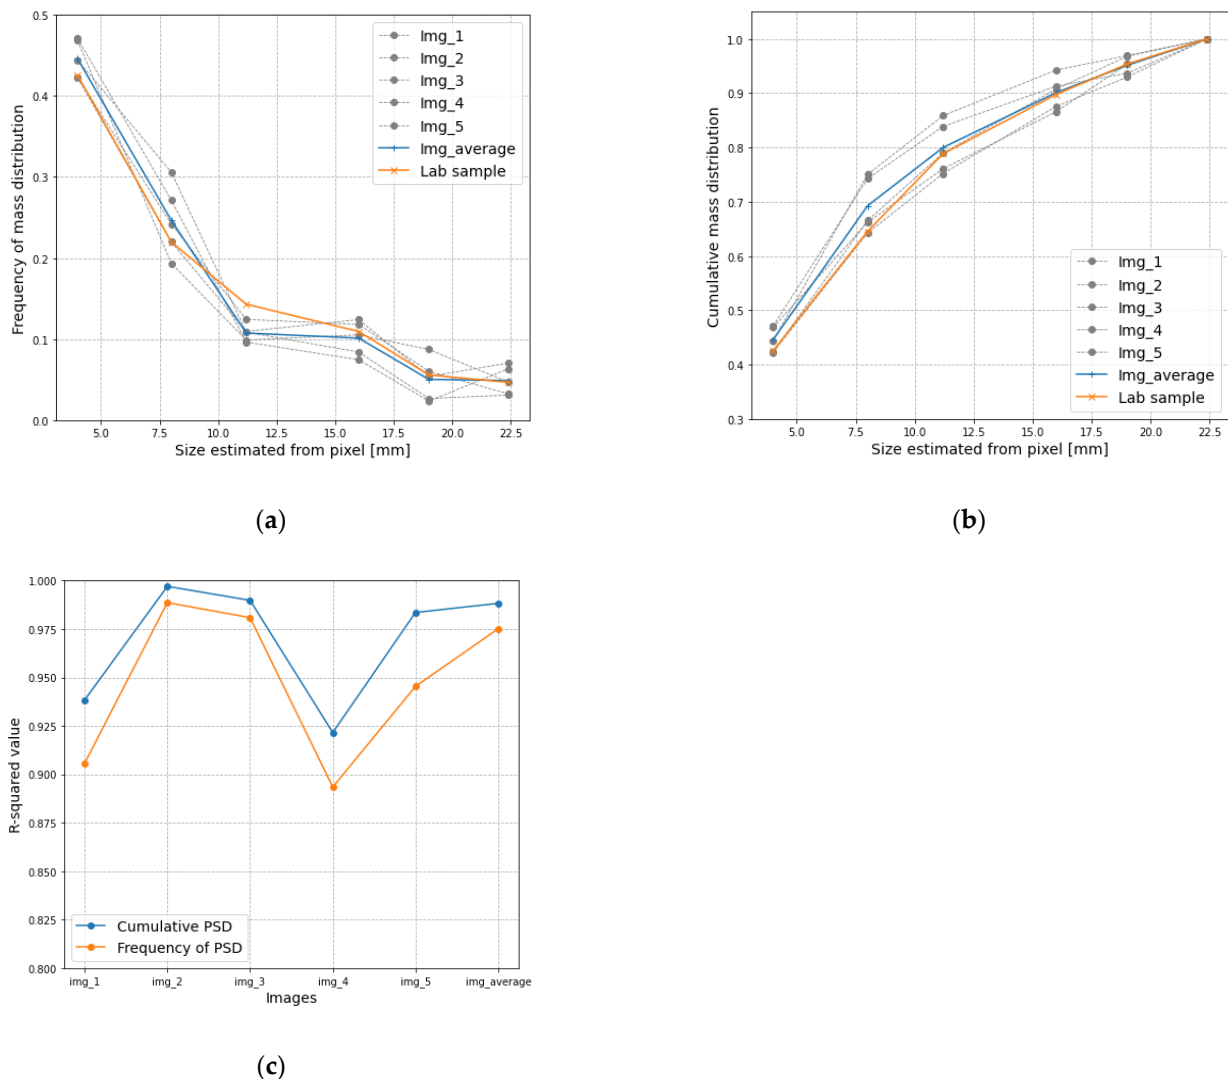 0.5
0.4
0.3
0.2
0.1
0.0
Frequency of mass distribution
Img_1
Img_2
Img_3
Img_4
Img_5
Img_average
Lab sample
5.0 7.5 10.0 12.5 15.0 17.5 20.0 22.5
Size estimated from pixel [mm]
(a)
1.0
0.9
0.8
0.7
0.6
0.5
0.4
0.3
Cumulative mass distribution
Img_1
Img_2
Img_3
Img_4
Img_5
Img_average
Lab sample
5.0 7.5 10.0 12.5 15.0 17.5 20.0 22.5
Size estimated from pixel [mm]
(b)
1.000
0.975
0.950
0.925
0.900
0.875
0.850
0.825
0.800
R-squared value
Cumulative PSD
Frequency of PSD
img_1 img_2 img_3 img_4 img_5 img_average
Images
(c)